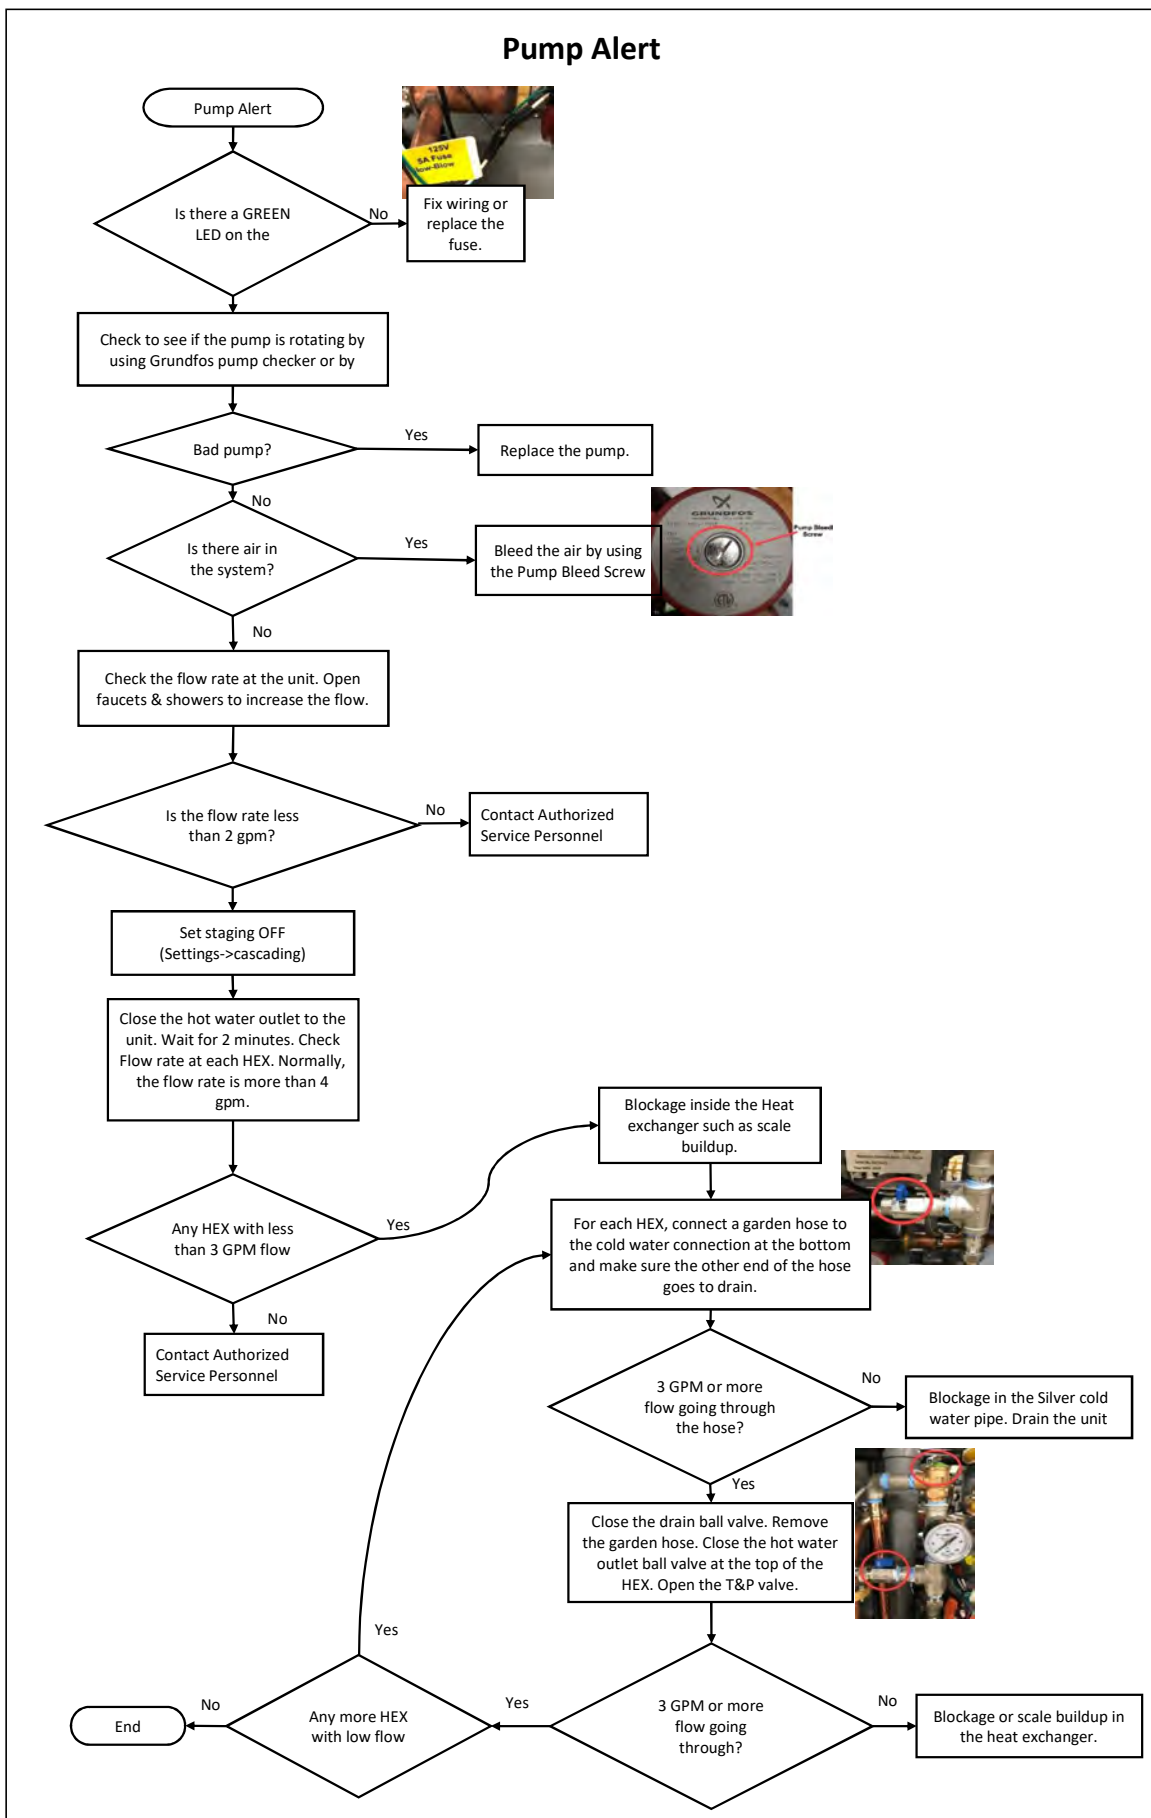 Pump Alert
Pump Alert
125V
5A Fuse
Is there a GREEN
LED on the
No
Fix wiring or
replace the
fuse.
Check to see if the pump is rotating by
using Grundfos pump checker or by
Bad pump?
Yes
Replace the pump.
No
Is there air in
the system?
Yes
Bleed the air by using
the Pump Bleed Screw
GRUNDFOS
Pump Bleed
Screw
No
Check the flow rate at the unit. Open
faucets & showers to increase the flow.
Is the flow rate less
than 2 gpm?
No
Contact Authorized
Service Personnel
Set staging OFF
(Settings->cascading)
Close the hot water outlet to the
unit. Wait for 2 minutes. Check
Flow rate at each HEX. Normally,
the flow rate is more than 4
gpm.
Any HEX with less
than 3 GPM flow
Yes
Blockage inside the Heat
exchanger such as scale
buildup.
No
Contact Authorized
Service Personnel
For each HEX, connect a garden hose to
the cold water connection at the bottom
and make sure the other end of the hose
goes to drain.
3 GPM or more
flow going through
the hose?
No
Blockage in the Silver cold
water pipe. Drain the unit
Yes
Close the drain ball valve. Remove
the garden hose. Close the hot water
outlet ball valve at the top of the
HEX. Open the T&P valve.
3 GPM or more
flow going
through?
No
Blockage or scale buildup in
the heat exchanger.
Yes
Any more HEX
with low flow
Yes
No
End